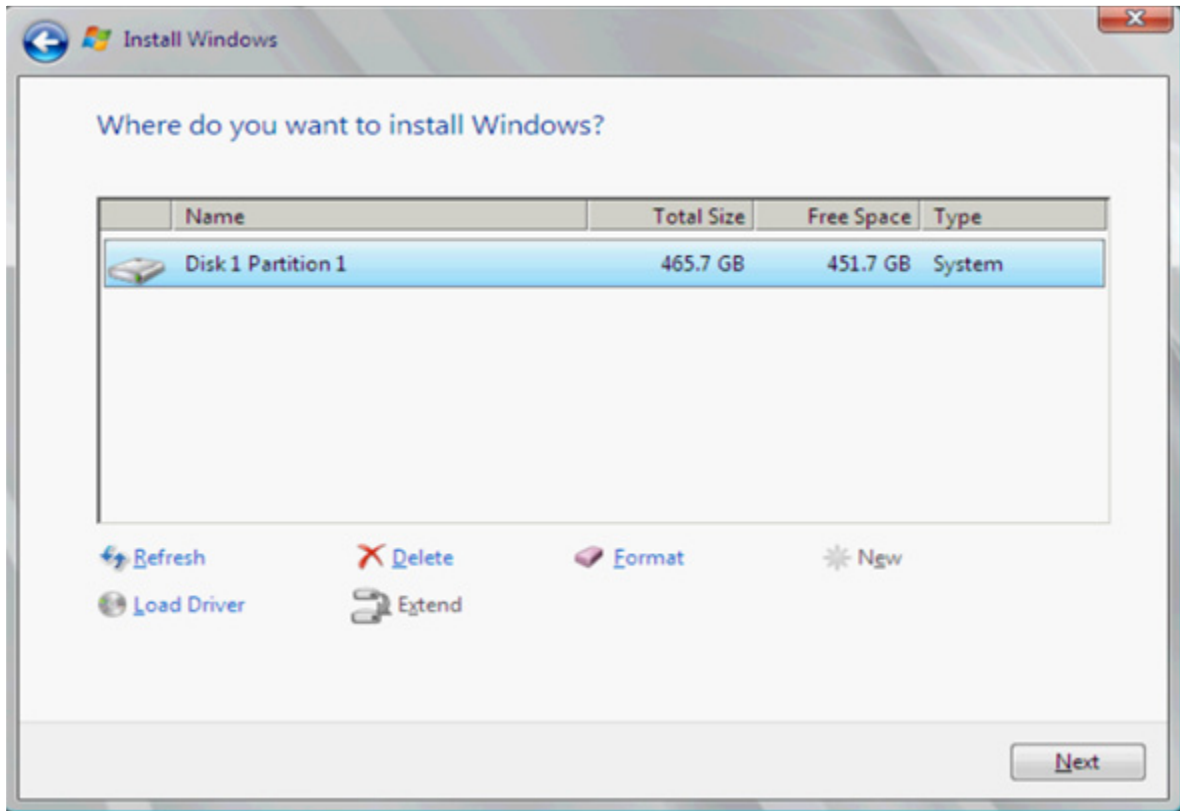 Install Windows
Where do you want to install Windows?
Name Total Size Free Space Type
Disk 1 Partition 1 465.7 GB 451.7 GB System
Refresh Delete Format New
Load Driver Extend
Next